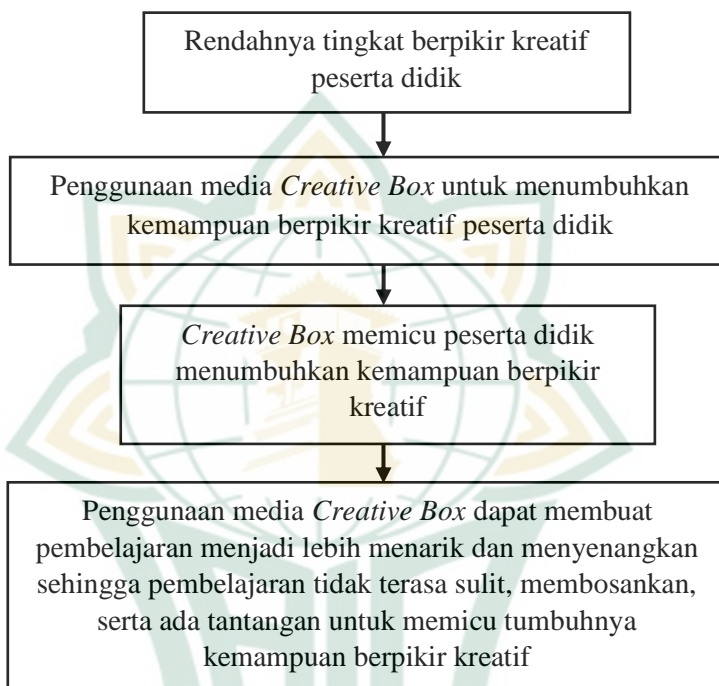 Rendahnya tingkat berpikir kreatif
peserta didik
Penggunaan media Creative Box untuk menumbuhkan
kemampuan berpikir kreatif peserta didik
Creative Box memicu peserta didik
menumbuhkan kemampuan berpikir
kreatif
Penggunaan media Creative Box dapat membuat
pembelajaran menjadi lebih menarik dan menyenangkan
sehingga pembelajaran tidak terasa sulit, membosankan,
serta ada tantangan untuk memicu tumbuhnya
kemampuan berpikir kreatif